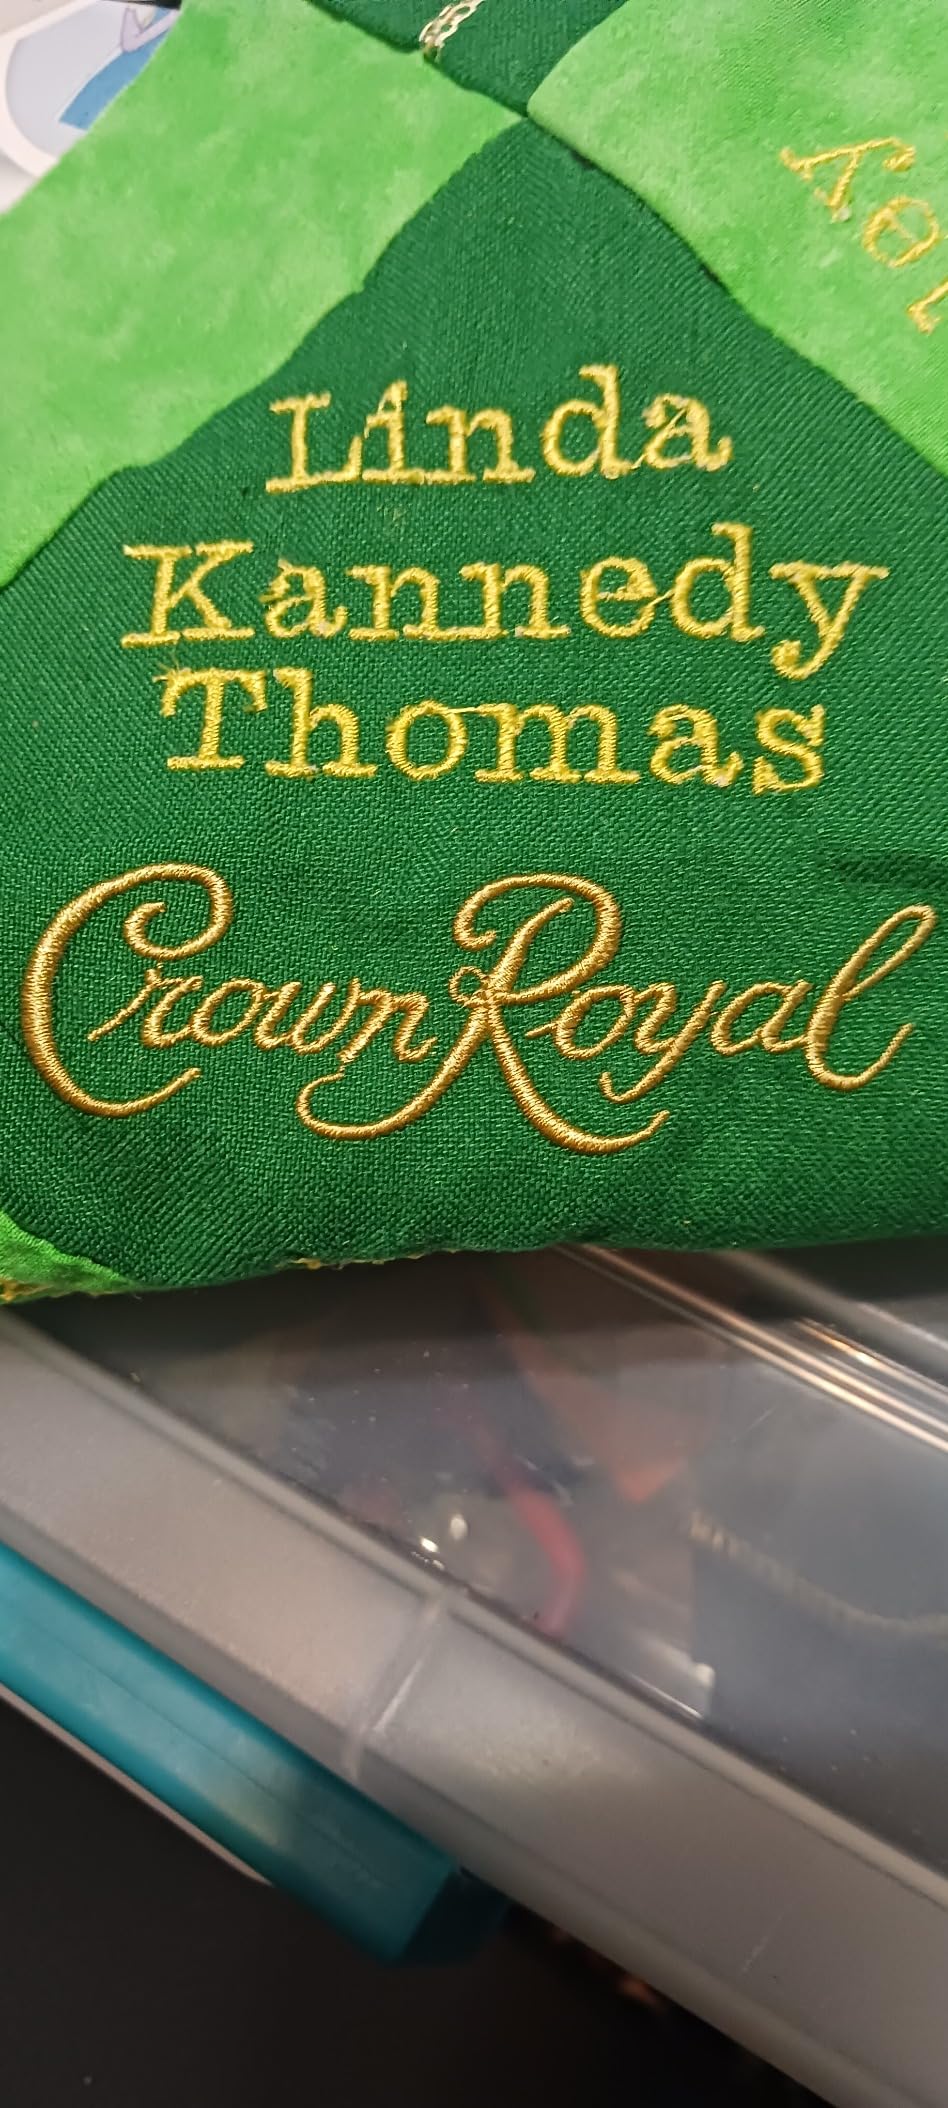 Linda
Kannedy
Thomas
Crown Royal